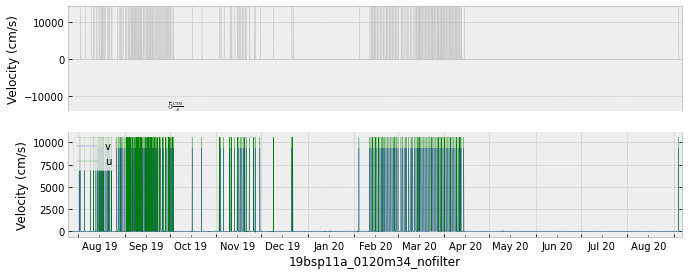 Velocity (cm/s)
10000
0
−10000
5 cm/s
Velocity (cm/s)
10000
7500
5000
2500
0
v
u
Aug 19 Sep 19 Oct 19 Nov 19 Dec 19 Jan 20 Feb 20 Mar 20 Apr 20 May 20 Jun 20 Jul 20 Aug 20
19bsp11a_0120m34_nofilter